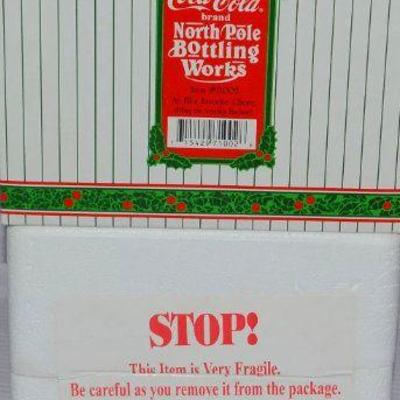 Coca-Cola
brand
North Pole
Bottling
Works
STOP!
This Item is Very Fragile.
Be careful as you remove it from the package.